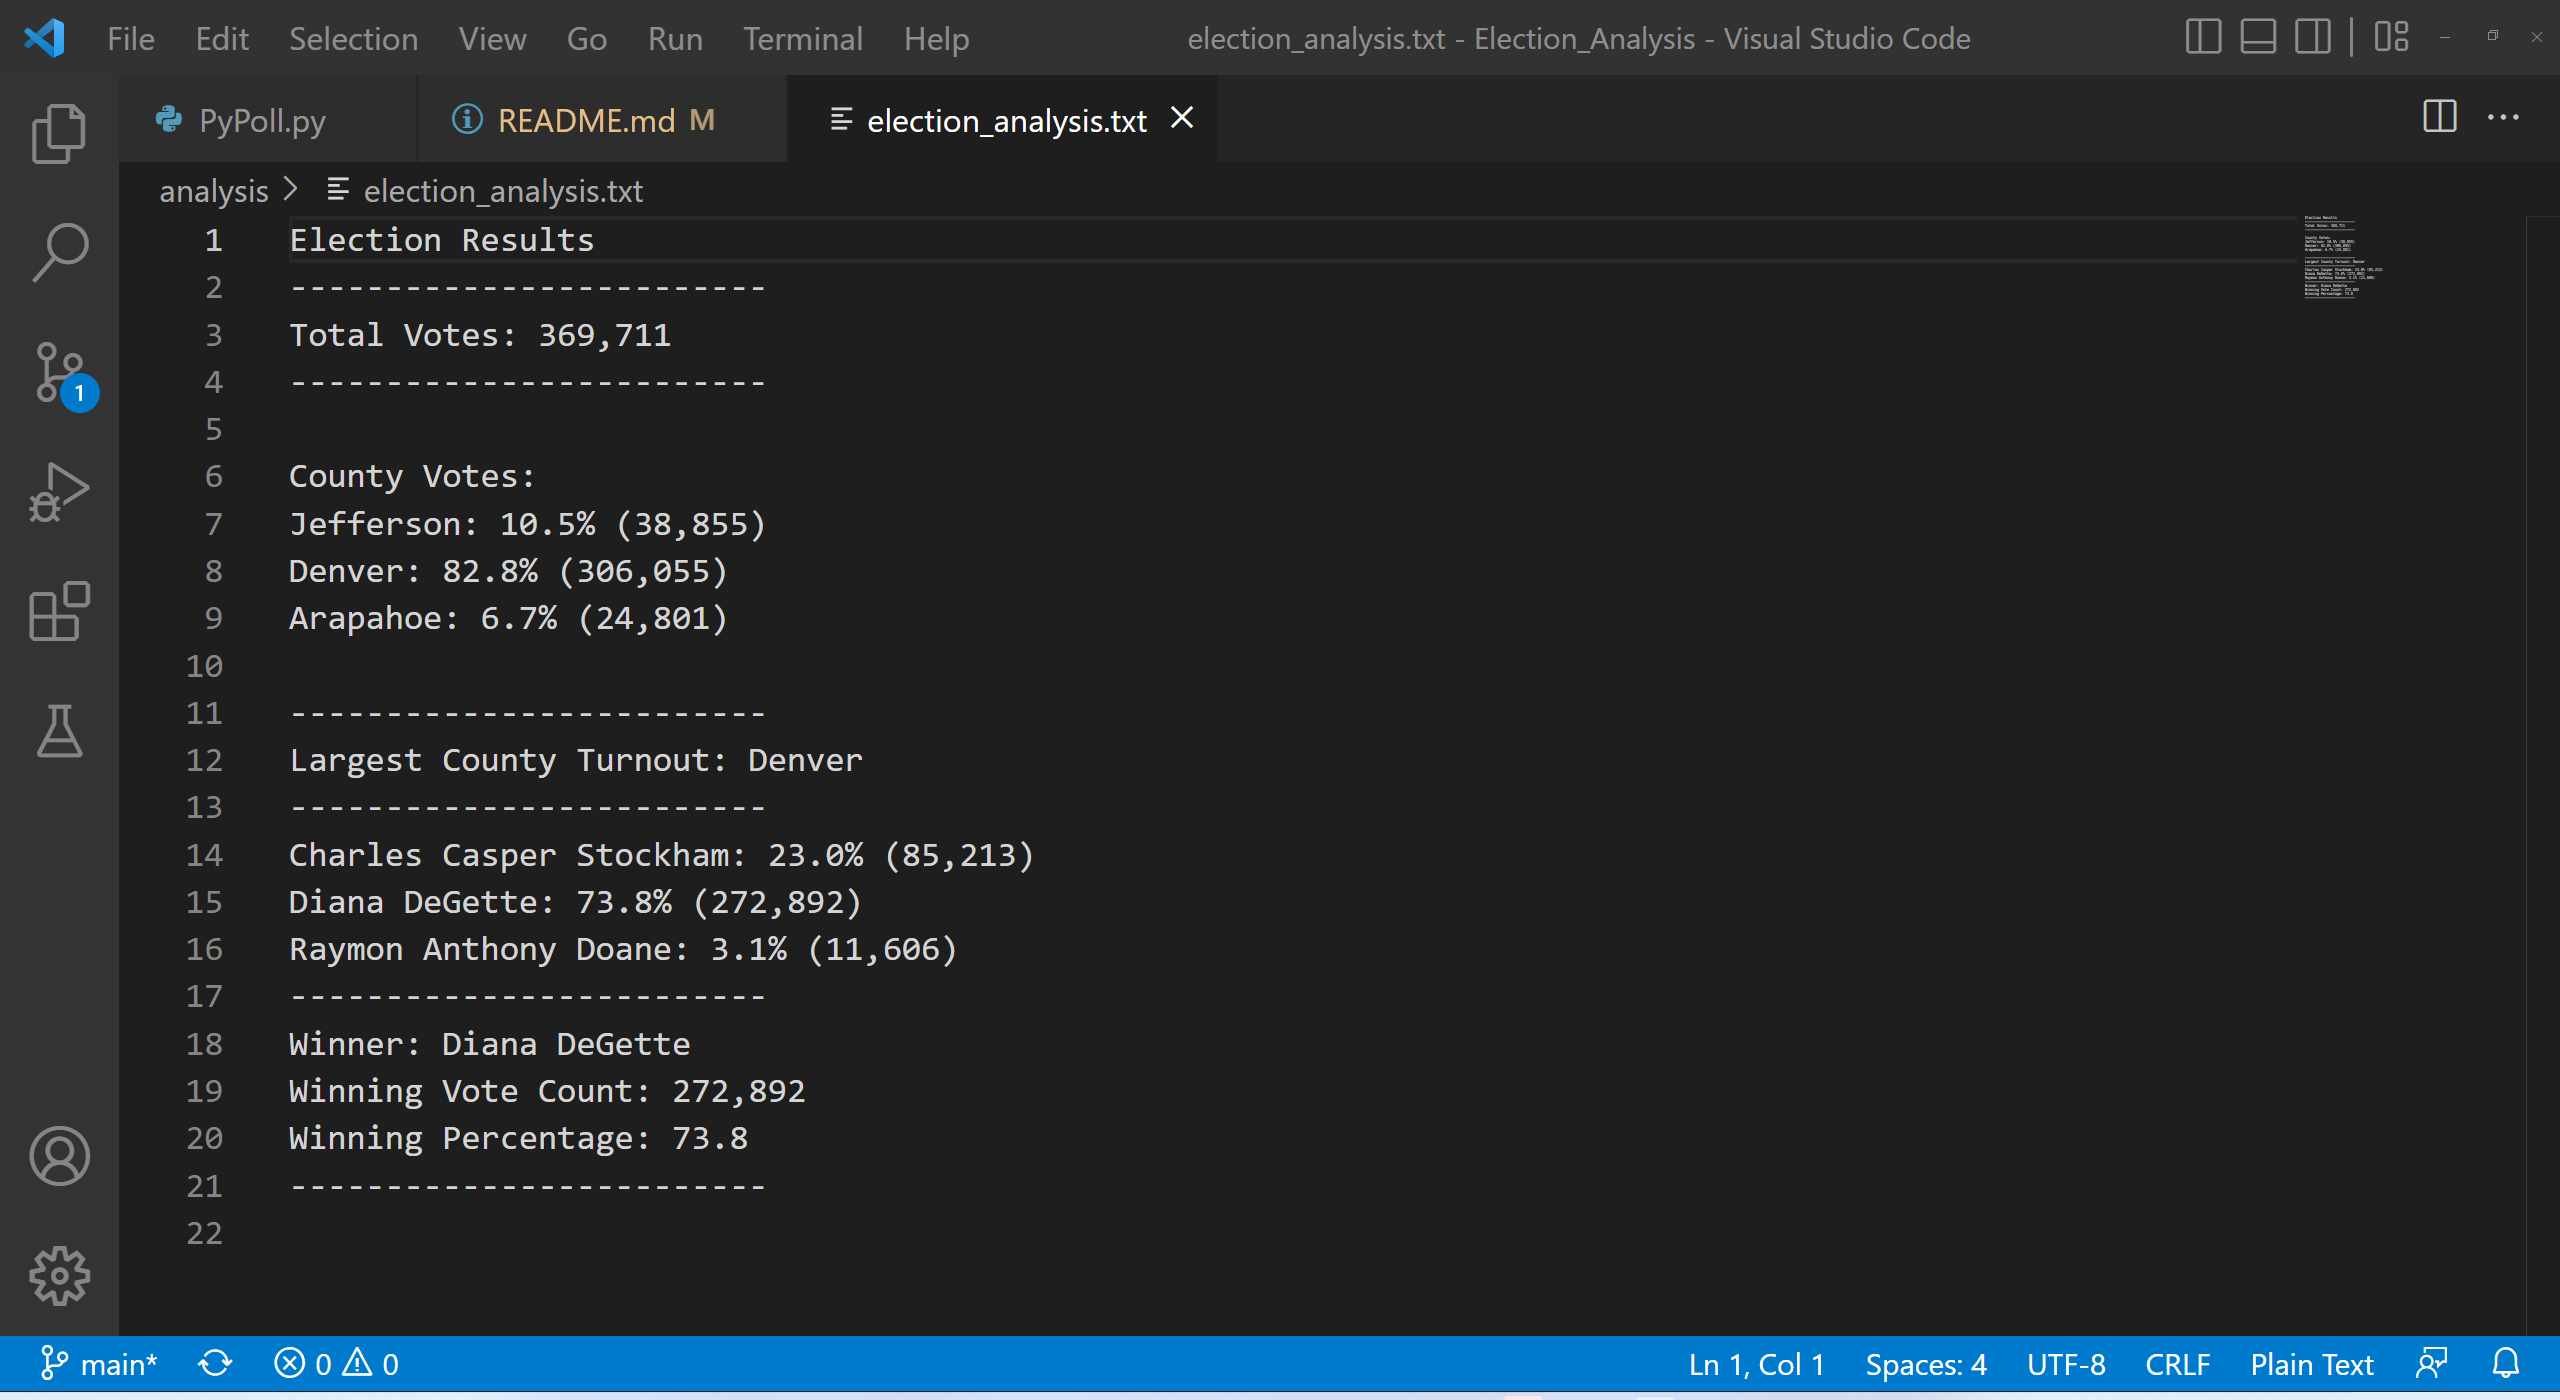 File Edit Selection View Go Run Terminal Help election_analysis.txt - Election_Analysis - Visual Studio Code
PyPoll.py README.md M election_analysis.txt
analysis > election_analysis.txt
1 Election Results
2 -------------------------
3 Total Votes: 369,711
4 -------------------------
5
6 County Votes:
7 Jefferson: 10.5% (38,855)
8 Denver: 82.8% (306,055)
9 Arapahoe: 6.7% (24,801)
10
11 -------------------------
12 Largest County Turnout: Denver
13 -------------------------
14 Charles Casper Stockham: 23.0% (85,213)
15 Diana DeGette: 73.8% (272,892)
16 Raymon Anthony Doane: 3.1% (11,606)
17 -------------------------
18 Winner: Diana DeGette
19 Winning Vote Count: 272,892
20 Winning Percentage: 73.8
21 -------------------------
22
1
main* 0 0 Ln 1, Col 1 Spaces: 4 UTF-8 CRLF Plain Text